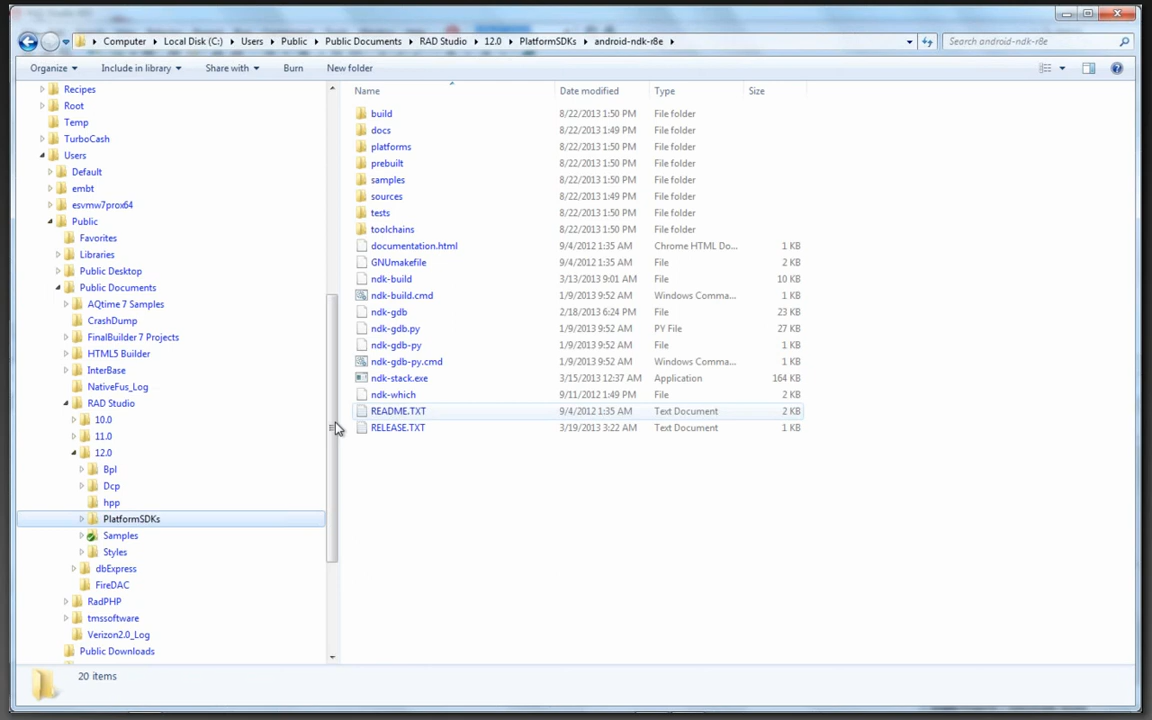 Computer Local Disk (C:) Users Public Public Documents RAD Studio 12.0 PlatformSDKs android-ndk-r8e Search android-ndk-r8e
Organize Include in library Share with Burn New folder
Recipes
Root
Temp
TurboCash
Users
Default
embt
esvmw7prox64
Public
Favorites
Libraries
Public Desktop
Public Documents
AQtime 7 Samples
CrashDump
FinalBuilder 7 Projects
HTML5 Builder
InterBase
NativeFus_Log
RAD Studio
10.0
11.0
12.0
Bpl
Dcp
hpp
PlatformSDKs
Samples
Styles
dbExpress
FireDAC
RadPHP
tmssoftware
Verizon2.0_Log
Public Downloads
Name Date modified Type Size
build 8/22/2013 1:50 PM File folder
docs 8/22/2013 1:49 PM File folder
platforms 8/22/2013 1:50 PM File folder
prebuilt 8/22/2013 1:50 PM File folder
samples 8/22/2013 1:50 PM File folder
sources 8/22/2013 1:49 PM File folder
tests 8/22/2013 1:50 PM File folder
toolchains 8/22/2013 1:50 PM File folder
documentation.html 9/4/2012 1:35 AM Chrome HTML Do... 1 KB
GNUmakefile 9/4/2012 1:35 AM File 2 KB
ndk-build 3/13/2013 9:01 AM File 10 KB
ndk-build.cmd 1/9/2013 9:52 AM Windows Comma... 1 KB
ndk-gdb 2/18/2013 6:24 PM File 23 KB
ndk-gdb.py 1/9/2013 9:52 AM PY File 27 KB
ndk-gdb-py 1/9/2013 9:52 AM File 1 KB
ndk-gdb-py.cmd 1/9/2013 9:52 AM Windows Comma... 1 KB
ndk-stack.exe 3/15/2013 12:37 AM Application 164 KB
ndk-which 9/11/2012 1:49 PM File 2 KB
README.TXT 9/4/2012 1:35 AM Text Document 2 KB
RELEASE.TXT 3/19/2013 3:22 AM Text Document 1 KB
20 items